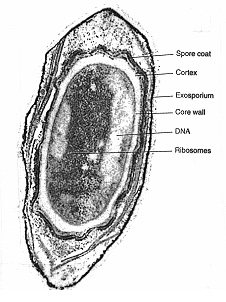 Spore coat
Cortex
Exosporium
Core wall
DNA
Ribosomes